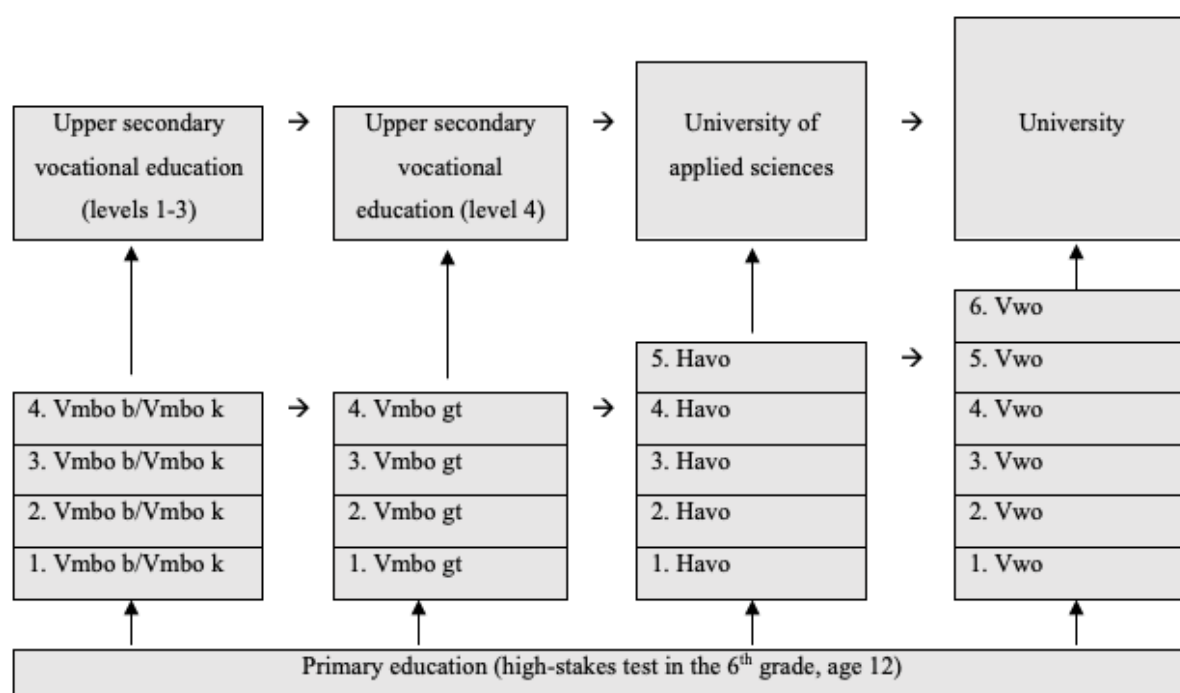 Upper secondary
vocational education
(levels 1-3)
→
Upper secondary
vocational
education (level 4)
→
University of
applied sciences
→
University
4. Vmbo b/Vmbo k
3. Vmbo b/Vmbo k
2. Vmbo b/Vmbo k
1. Vmbo b/Vmbo k
→
4. Vmbo gt
3. Vmbo gt
2. Vmbo gt
1. Vmbo gt
→
5. Havo
4. Havo
3. Havo
2. Havo
1. Havo
→
6. Vwo
5. Vwo
4. Vwo
3. Vwo
2. Vwo
1. Vwo
Primary education (high-stakes test in the 6th grade, age 12)